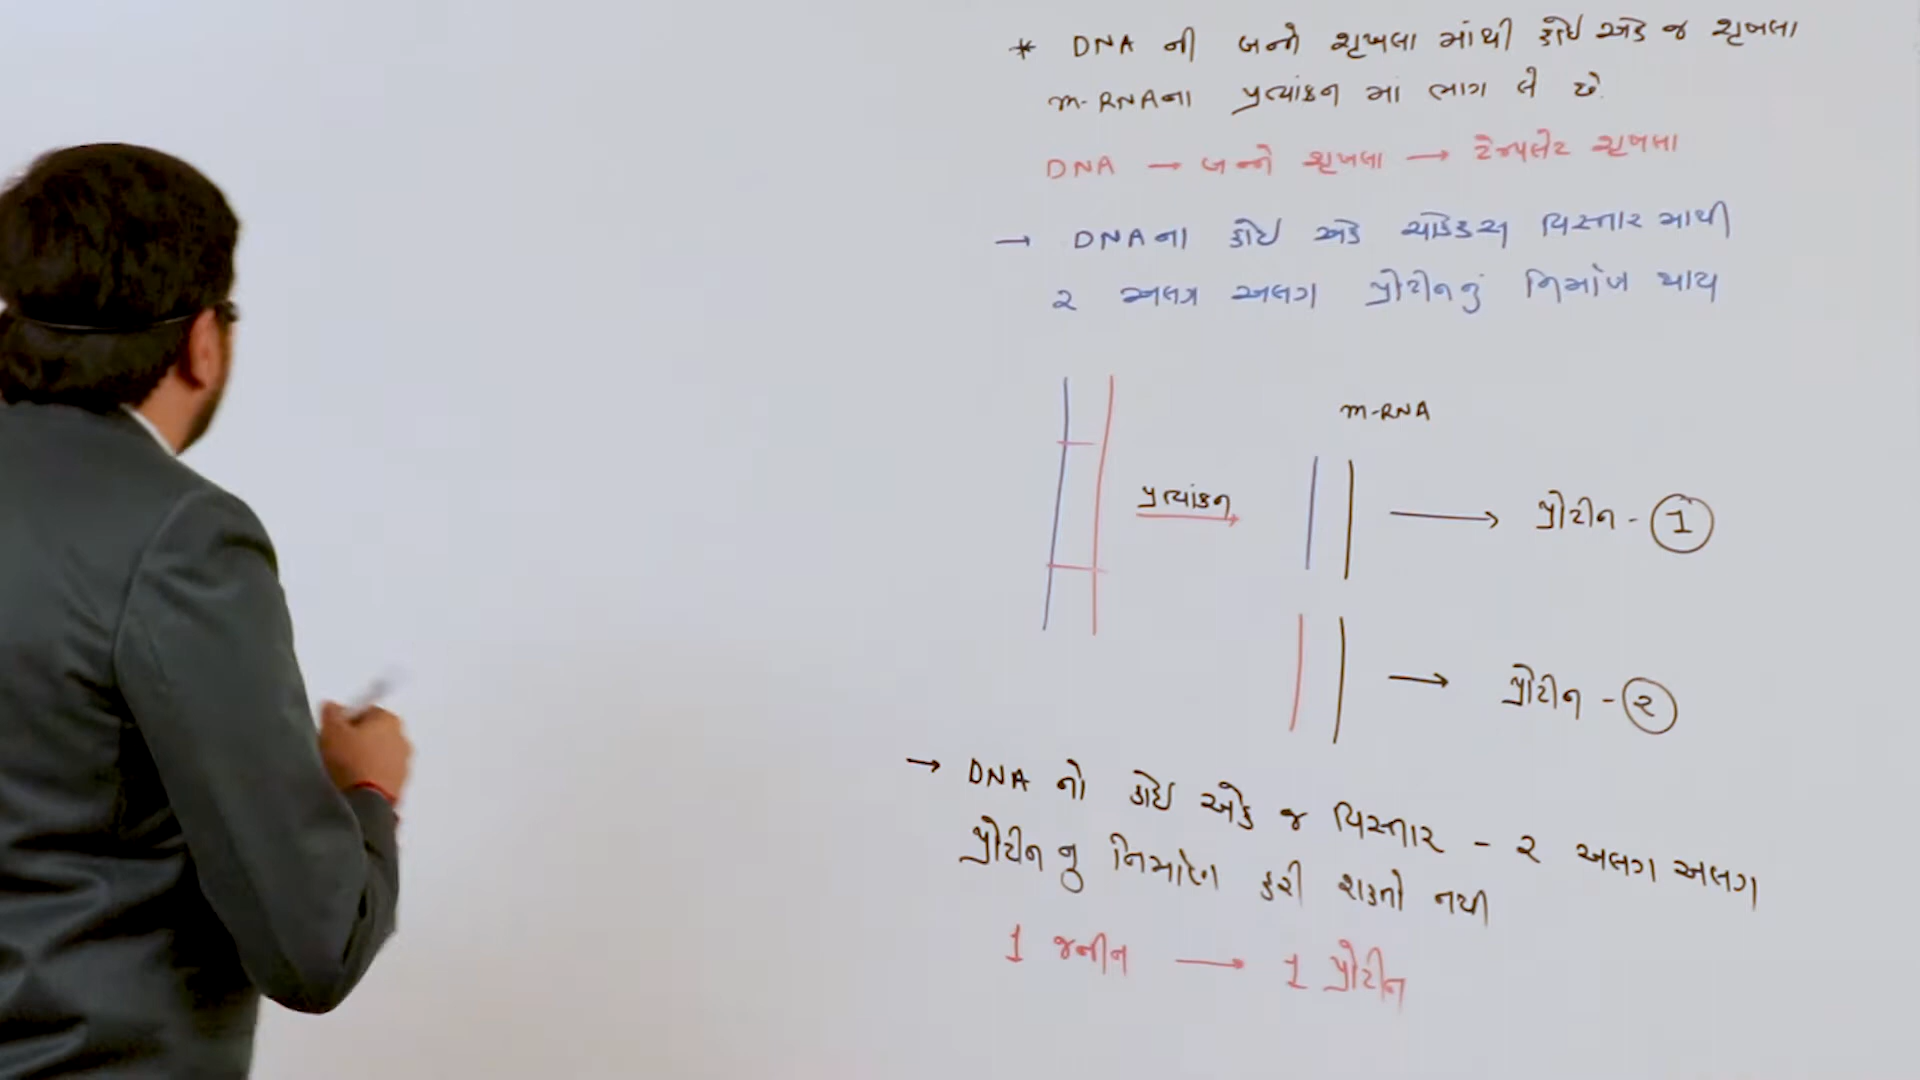 * DNA ની બન્ને શૃખલા માંથી કોઈ એક જ શૃખલા
m-RNAના પ્રત્યાંકન માં ભાગ લે છે.
DNA → બન્ને શૃખલા → ટેમ્પલેટ શૃખલા
→ DNAના કોઈ એક ચોક્કસ વિસ્તાર માથી
૨ અલગ અલગ પ્રોટીનનું નિર્માણ થાય
m-RNA
પ્રત્યાંકન → પ્રોટીન - 1
→ પ્રોટીન - ૨
→ DNA નો કોઈ એક જ વિસ્તાર - ૨ અલગ અલગ
પ્રોટીન નુ નિર્માણ કરી શકતો નથી
1 જનીન → 1 પ્રોટીન